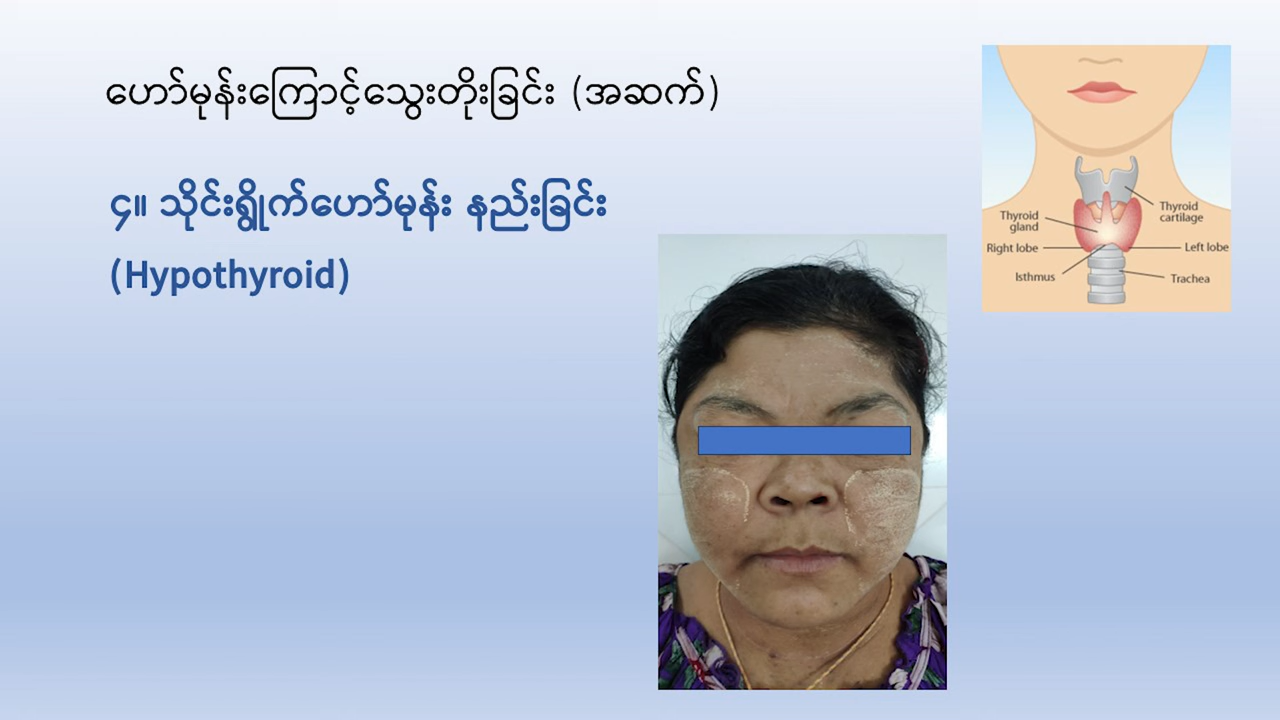 ဟော်မုန်းကြောင့်သွေးတိုးခြင်း (အဆက်)
၄။ သိုင်းရွိုက်ဟော်မုန်း နည်းခြင်း
(Hypothyroid)
Thyroid
gland
Thyroid
cartilage
Right lobe
Left lobe
Isthmus
Trachea